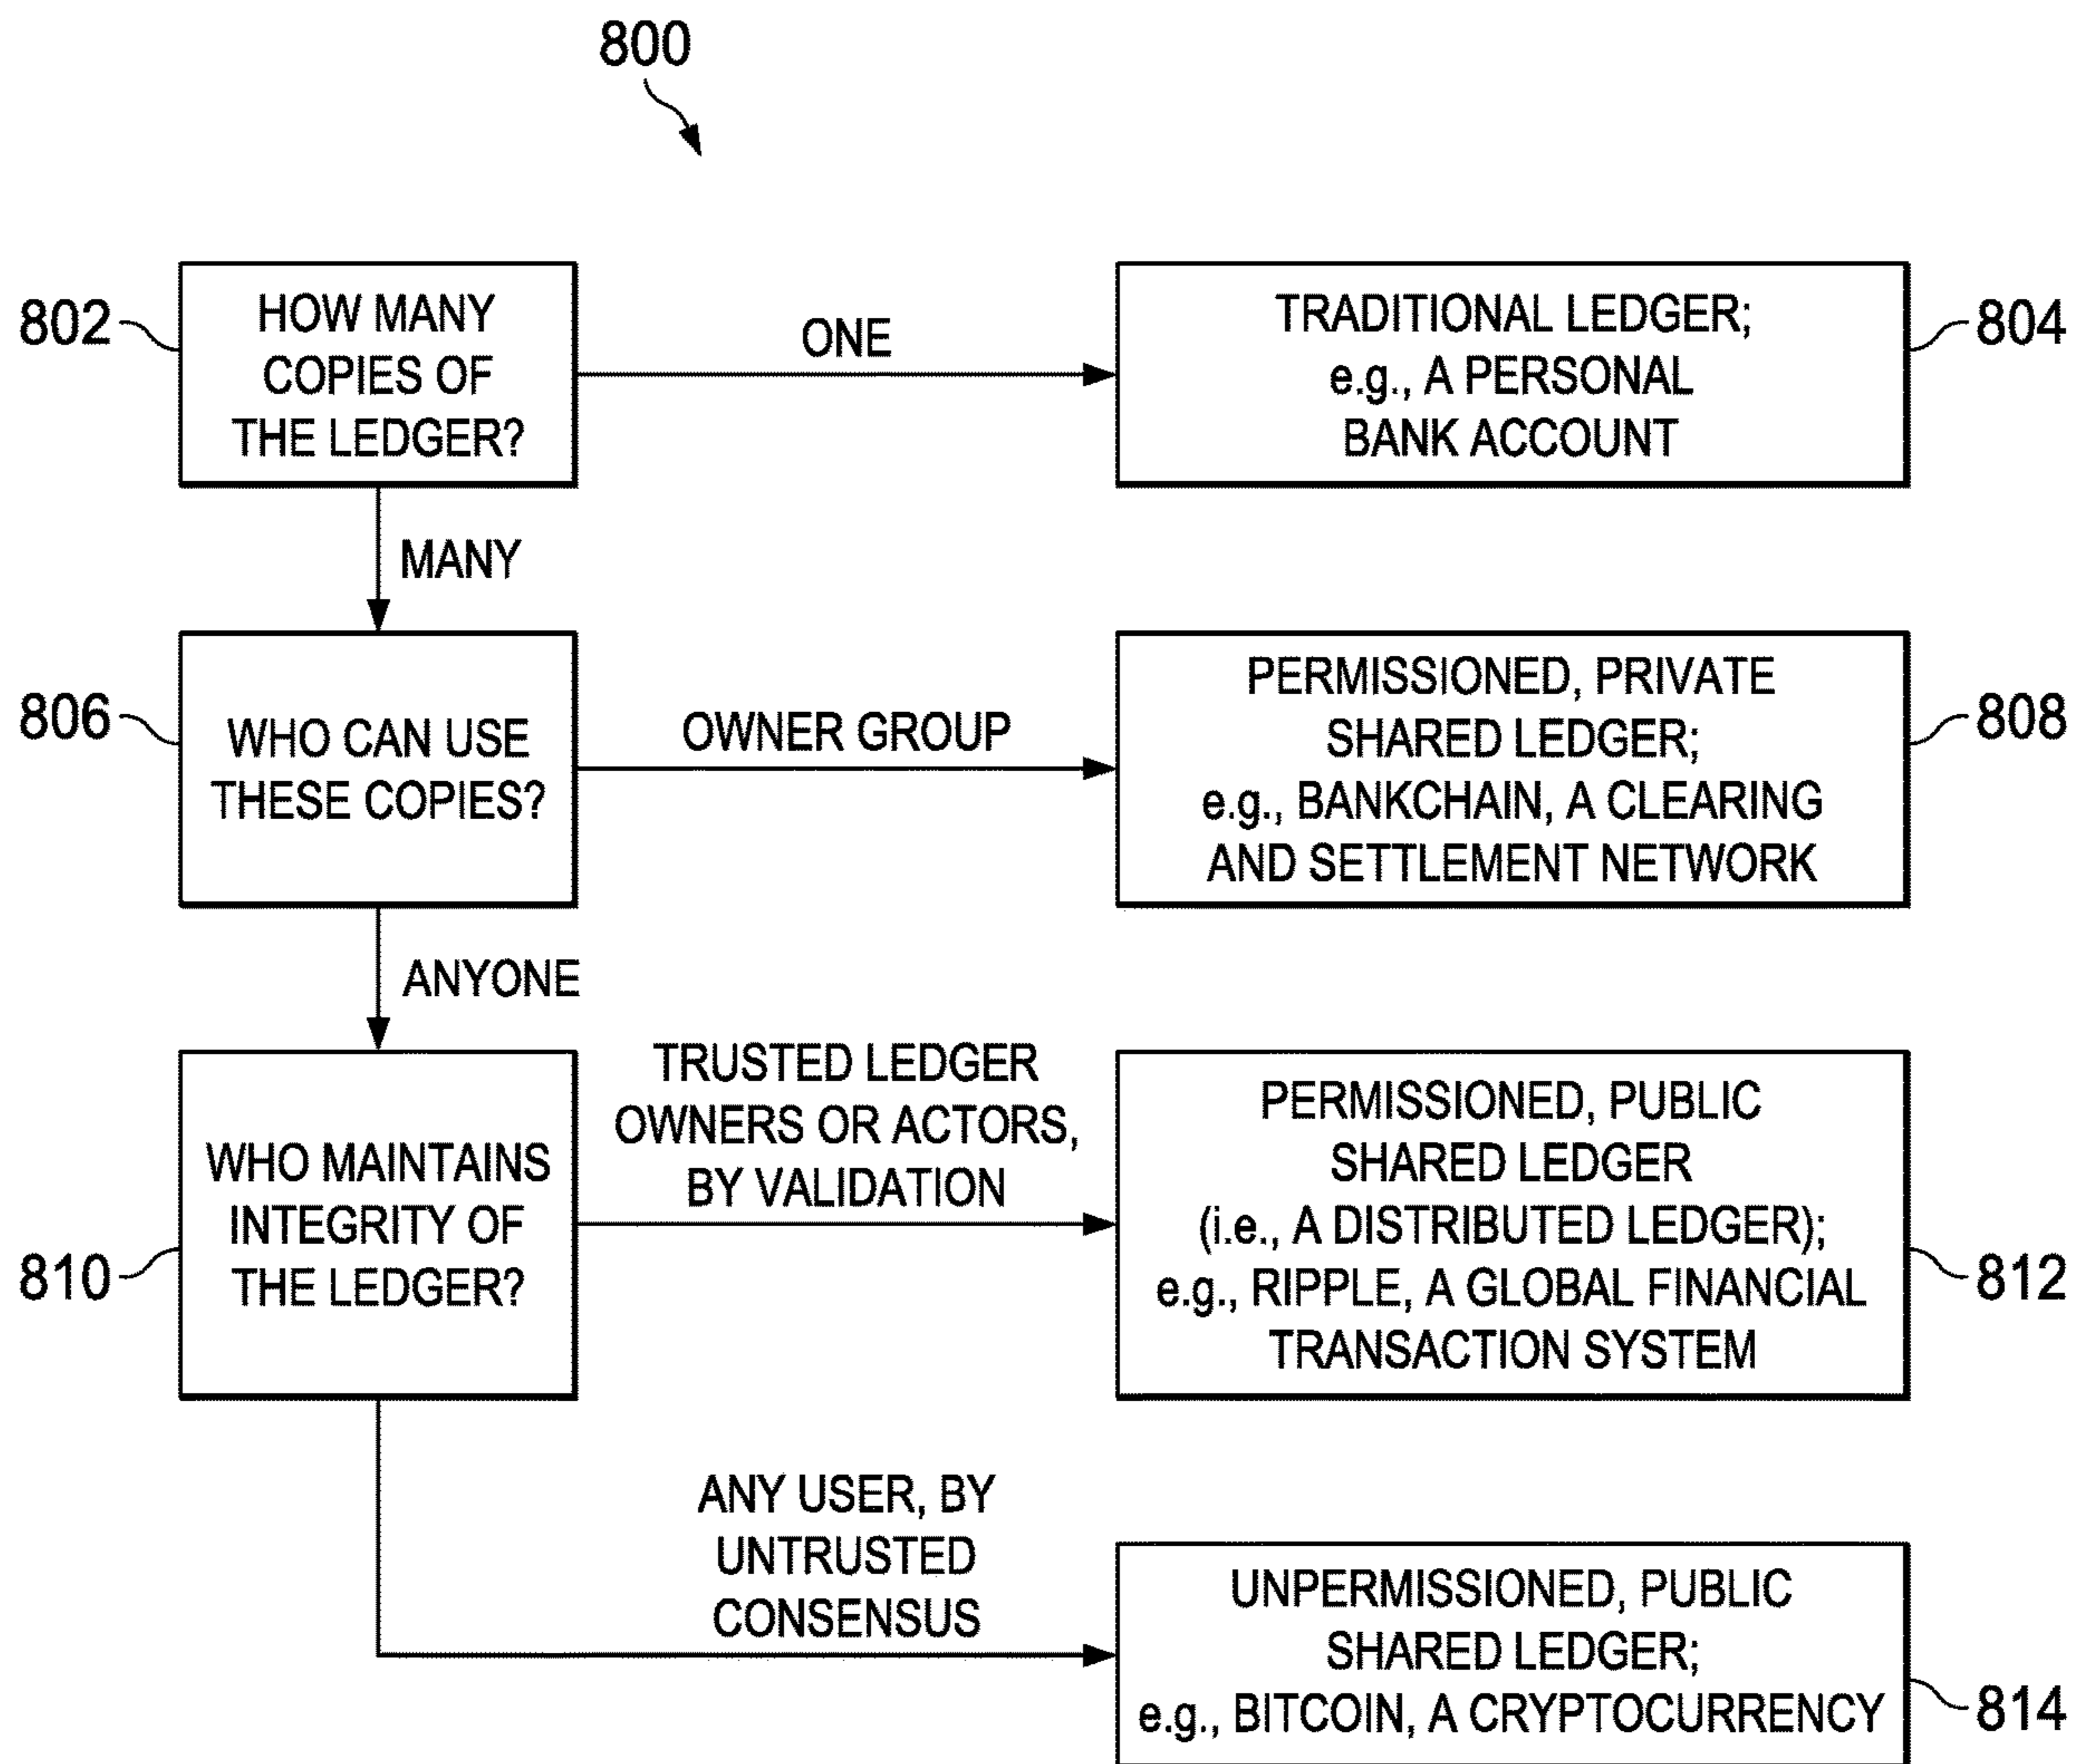 800
802
HOW MANY
COPIES OF
THE LEDGER?
ONE
TRADITIONAL LEDGER;
e.g., A PERSONAL
BANK ACCOUNT
804
MANY
806
WHO CAN USE
THESE COPIES?
OWNER GROUP
PERMISSIONED, PRIVATE
SHARED LEDGER;
e.g., BANKCHAIN, A CLEARING
AND SETTLEMENT NETWORK
808
ANYONE
810
WHO MAINTAINS
INTEGRITY OF
THE LEDGER?
TRUSTED LEDGER
OWNERS OR ACTORS,
BY VALIDATION
PERMISSIONED, PUBLIC
SHARED LEDGER
(i.e., A DISTRIBUTED LEDGER);
e.g., RIPPLE, A GLOBAL FINANCIAL
TRANSACTION SYSTEM
812
ANY USER, BY
UNTRUSTED
CONSENSUS
UNPERMISSIONED, PUBLIC
SHARED LEDGER;
e.g., BITCOIN, A CRYPTOCURRENCY
814